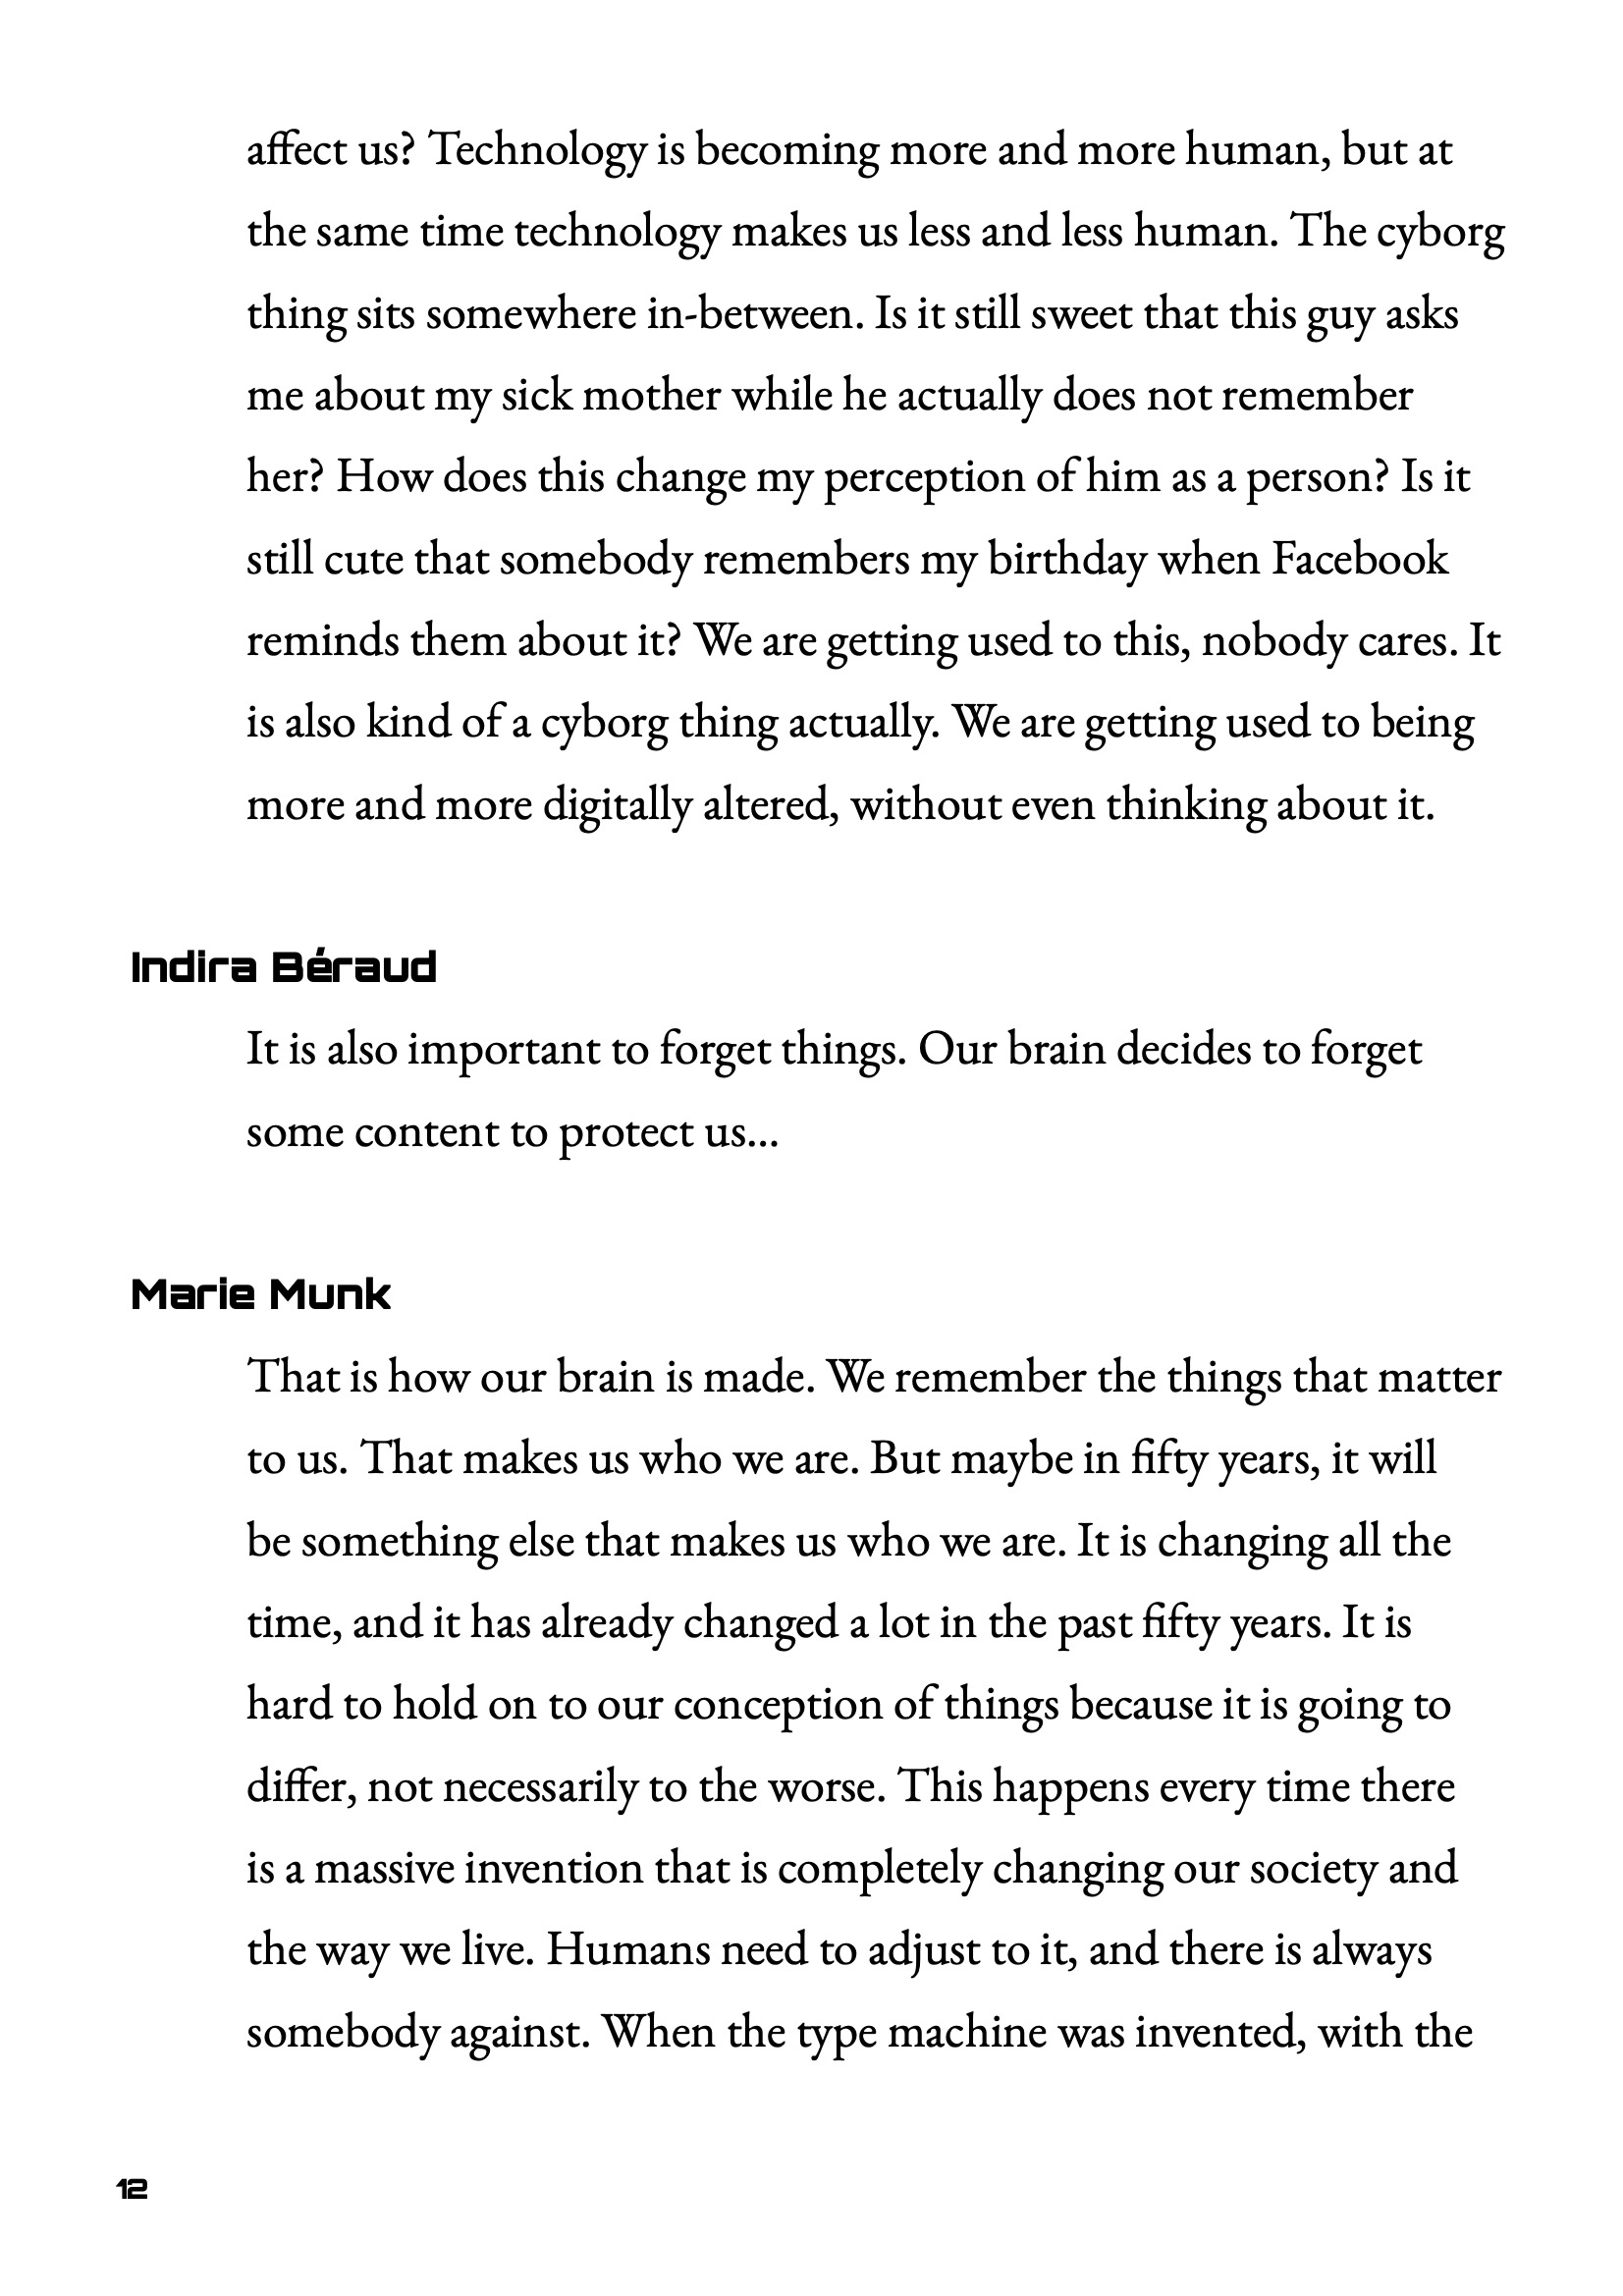 affect us? Technology is becoming more and more human, but at
the same time technology makes us less and less human. The cyborg
thing sits somewhere in-between. Is it still sweet that this guy asks
me about my sick mother while he actually does not remember
her? How does this change my perception of him as a person? Is it
still cute that somebody remembers my birthday when Facebook
reminds them about it? We are getting used to this, nobody cares. It
is also kind of a cyborg thing actually. We are getting used to being
more and more digitally altered, without even thinking about it.
Indira Béraud
It is also important to forget things. Our brain decides to forget
some content to protect us...
Marie Munk
That is how our brain is made. We remember the things that matter
to us. That makes us who we are. But maybe in fifty years, it will
be something else that makes us who we are. It is changing all the
time, and it has already changed a lot in the past fifty years. It is
hard to hold on to our conception of things because it is going to
differ, not necessarily to the worse. This happens every time there
is a massive invention that is completely changing our society and
the way we live. Humans need to adjust to it, and there is always
somebody against. When the type machine was invented, with the
12